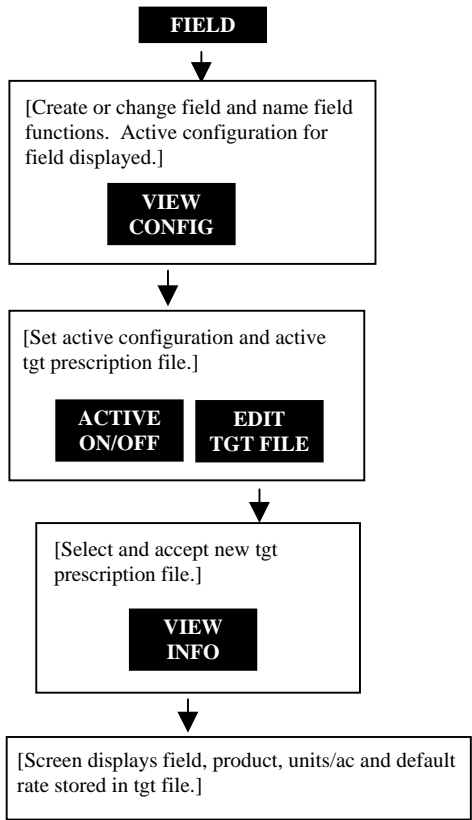 FIELD
[Create or change field and name field
functions.  Active configuration for
field displayed.]
VIEW
CONFIG
[Set active configuration and active
tgt prescription file.]
ACTIVE
ON/OFF
EDIT
TGT FILE
[Select and accept new tgt
prescription file.]
VIEW
INFO
[Screen displays field, product, units/ac and default
rate stored in tgt file.]